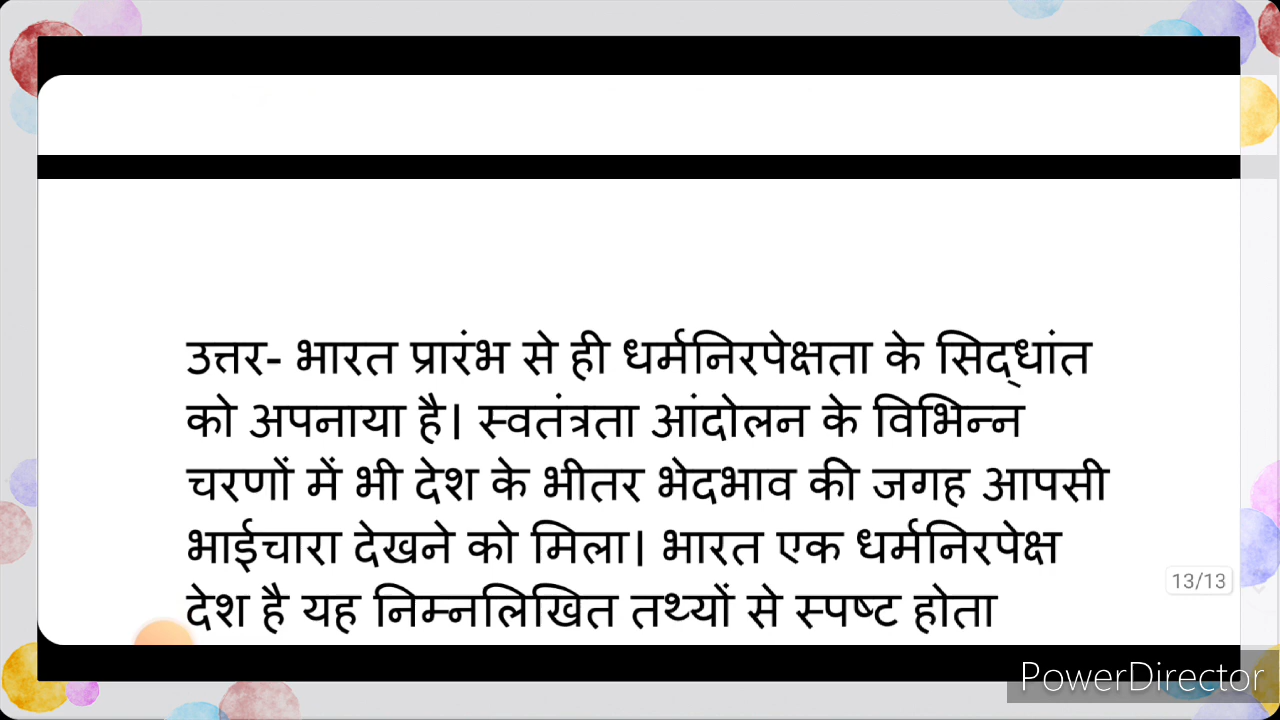 उत्तर- भारत प्रारंभ से ही धर्मनिरपेक्षता के सिद्धांत
को अपनाया है। स्वतंत्रता आंदोलन के विभिन्न
चरणों में भी देश के भीतर भेदभाव की जगह आपसी
भाईचारा देखने को मिला। भारत एक धर्मनिरपेक्ष
देश है यह निम्नलिखित तथ्यों से स्पष्ट होता
13/13
PowerDirector